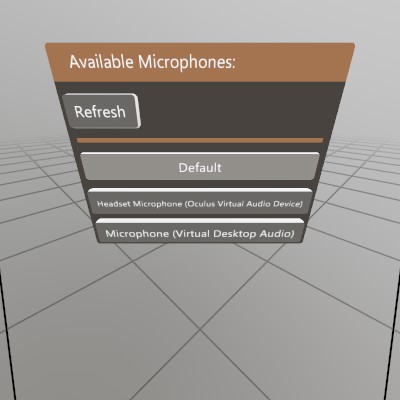 Available Microphones:
Refresh
Default
Headset Microphone (Oculus Virtual Audio Device)
Microphone (Virtual Desktop Audio)